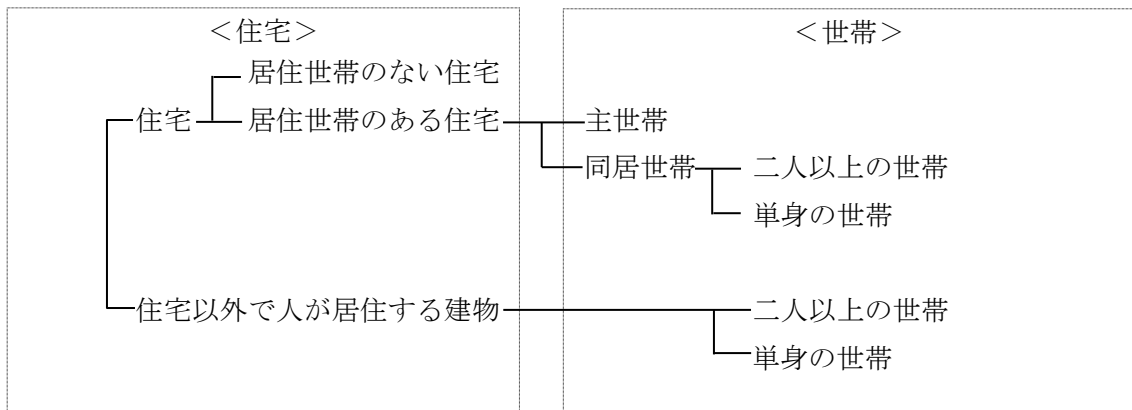 <住宅>
<世帯>
居住世帯のない住宅
住宅
居住世帯のある住宅
主世帯
同居世帯
二人以上の世帯
単身の世帯
住宅以外で人が居住する建物
二人以上の世帯
単身の世帯